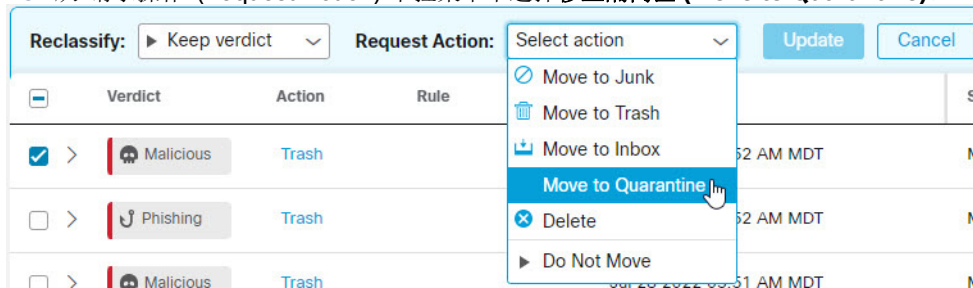 Reclassify: Keep verdict Request Action: Select action Update Cancel
Move to Junk
Verdict Action Rule
Move to Trash
Malicious Trash Move to Inbox 52 AM MDT
Move to Quarantine
Phishing Trash Delete 52 AM MDT
Do Not Move
Malicious Trash